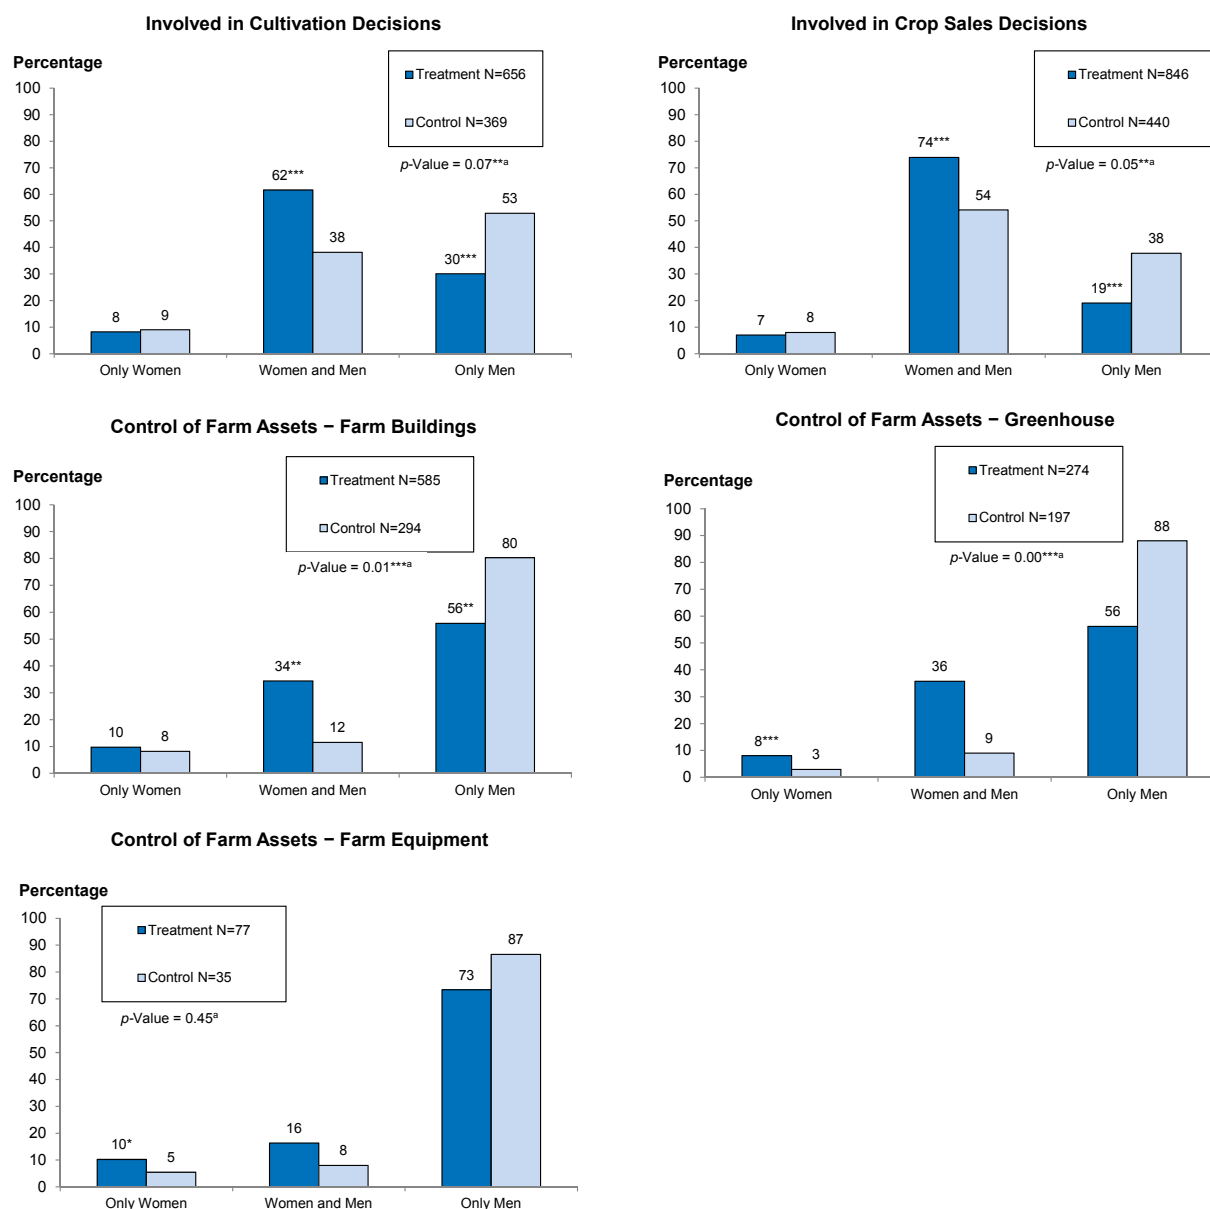 Involved in Cultivation Decisions
Percentage
Treatment N=656
Control N=369
p-Value = 0.07**a
100
90
80
70
60
50
40
30
20
10
0
8
9
62***
38
30***
53
Only Women
Women and Men
Only Men
Involved in Crop Sales Decisions
Percentage
Treatment N=846
Control N=440
p-Value = 0.05**a
100
90
80
70
60
50
40
30
20
10
0
7
8
74***
54
19***
38
Only Women
Women and Men
Only Men
Control of Farm Assets − Farm Buildings
Percentage
Treatment N=585
Control N=294
p-Value = 0.01***a
100
90
80
70
60
50
40
30
20
10
0
10
8
34**
12
56**
80
Only Women
Women and Men
Only Men
Control of Farm Assets − Greenhouse
Percentage
Treatment N=274
Control N=197
p-Value = 0.00***a
100
90
80
70
60
50
40
30
20
10
0
8***
3
36
9
56
88
Only Women
Women and Men
Only Men
Control of Farm Assets − Farm Equipment
Percentage
Treatment N=77
Control N=35
p-Value = 0.45a
100
90
80
70
60
50
40
30
20
10
0
10*
5
16
8
73
87
Only Women
Women and Men
Only Men